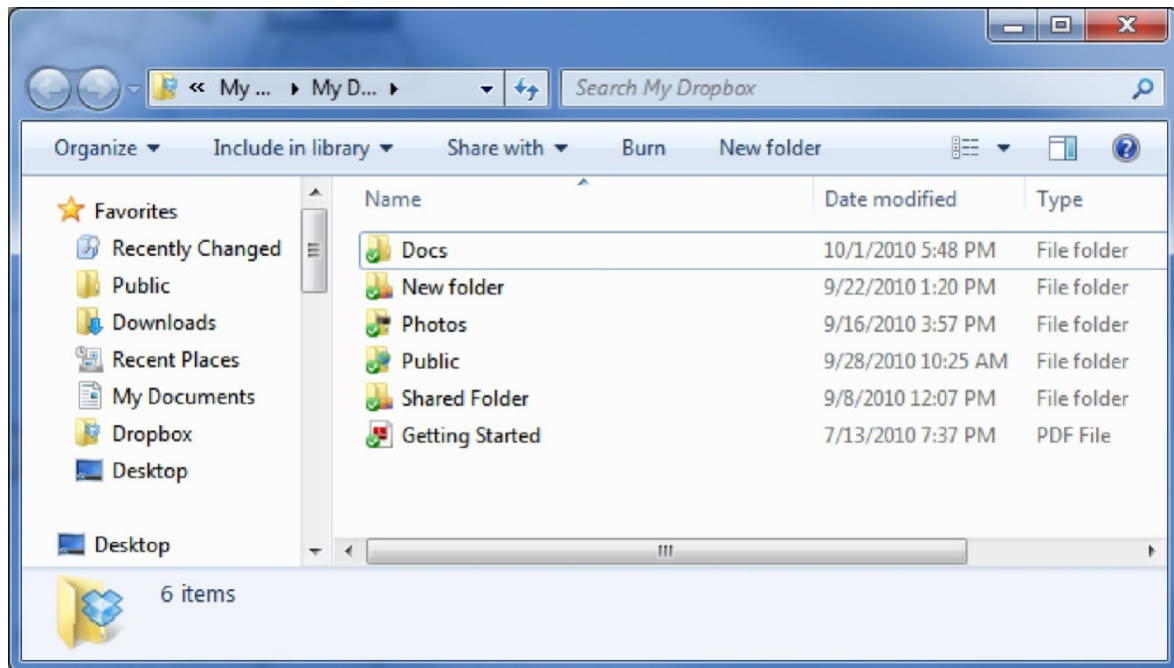 « My ... My D... Search My Dropbox
Organize Include in library Share with Burn New folder
Favorites
Recently Changed
Public
Downloads
Recent Places
My Documents
Dropbox
Desktop
Desktop
Name Date modified Type
Docs 10/1/2010 5:48 PM File folder
New folder 9/22/2010 1:20 PM File folder
Photos 9/16/2010 3:57 PM File folder
Public 9/28/2010 10:25 AM File folder
Shared Folder 9/8/2010 12:07 PM File folder
Getting Started 7/13/2010 7:37 PM PDF File
6 items